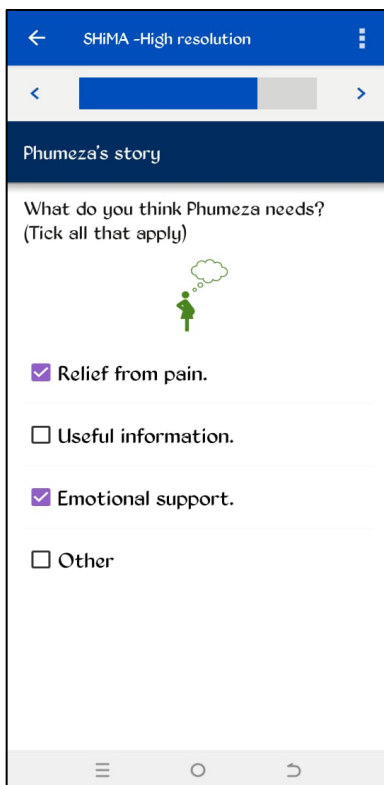 SHiMA -High resolution
Phumeza's story
What do you think Phumeza needs?
(Tick all that apply)
Relief from pain.
Useful information.
Emotional support.
Other